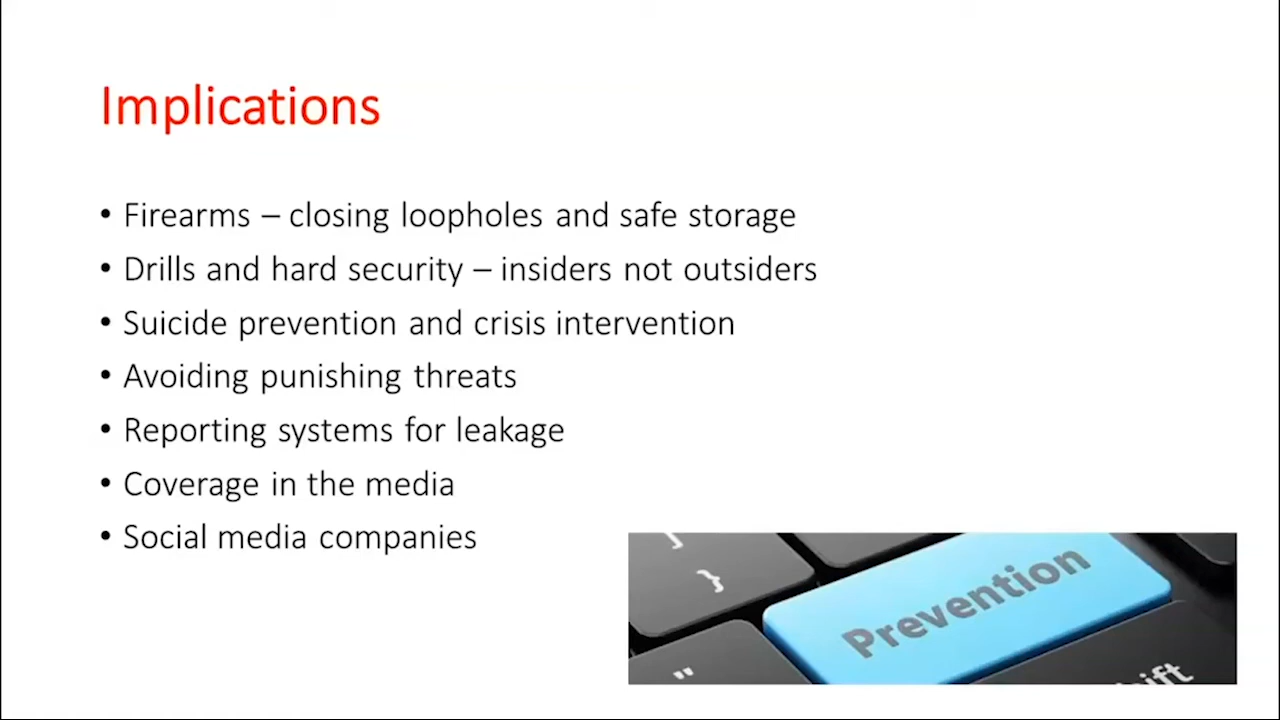 Implications
• Firearms – closing loopholes and safe storage
• Drills and hard security – insiders not outsiders
• Suicide prevention and crisis intervention
• Avoiding punishing threats
• Reporting systems for leakage
• Coverage in the media
• Social media companies
]
}
Prevention
"
hift